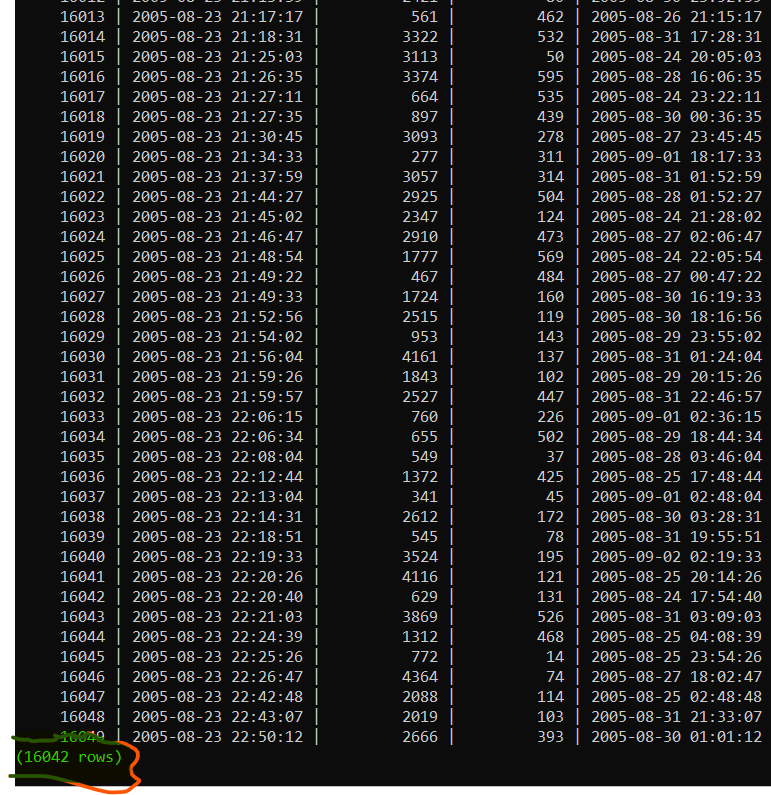 16013 | 2005-08-23 21:17:17 | 561 | 462 | 2005-08-26 21:15:17
16014 | 2005-08-23 21:18:31 | 3322 | 532 | 2005-08-31 17:28:31
16015 | 2005-08-23 21:25:03 | 3113 | 50 | 2005-08-24 20:05:03
16016 | 2005-08-23 21:26:35 | 3374 | 595 | 2005-08-28 16:06:35
16017 | 2005-08-23 21:27:11 | 664 | 535 | 2005-08-24 23:22:11
16018 | 2005-08-23 21:27:35 | 897 | 439 | 2005-08-30 00:36:35
16019 | 2005-08-23 21:30:45 | 3093 | 278 | 2005-08-27 23:45:45
16020 | 2005-08-23 21:34:33 | 277 | 311 | 2005-09-01 18:17:33
16021 | 2005-08-23 21:37:59 | 3057 | 314 | 2005-08-31 01:52:59
16022 | 2005-08-23 21:44:27 | 2925 | 504 | 2005-08-28 01:52:27
16023 | 2005-08-23 21:45:02 | 2347 | 124 | 2005-08-24 21:28:02
16024 | 2005-08-23 21:46:47 | 2910 | 473 | 2005-08-27 02:06:47
16025 | 2005-08-23 21:48:54 | 1777 | 569 | 2005-08-24 22:05:54
16026 | 2005-08-23 21:49:22 | 467 | 484 | 2005-08-27 00:47:22
16027 | 2005-08-23 21:49:33 | 1724 | 160 | 2005-08-30 16:19:33
16028 | 2005-08-23 21:52:56 | 2515 | 119 | 2005-08-30 18:16:56
16029 | 2005-08-23 21:54:02 | 953 | 143 | 2005-08-29 23:55:02
16030 | 2005-08-23 21:56:04 | 4161 | 137 | 2005-08-31 01:24:04
16031 | 2005-08-23 21:59:26 | 1843 | 102 | 2005-08-29 20:15:26
16032 | 2005-08-23 21:59:57 | 2527 | 447 | 2005-08-31 22:46:57
16033 | 2005-08-23 22:06:15 | 760 | 226 | 2005-09-01 02:36:15
16034 | 2005-08-23 22:06:34 | 655 | 502 | 2005-08-29 18:44:34
16035 | 2005-08-23 22:08:04 | 549 | 37 | 2005-08-28 03:46:04
16036 | 2005-08-23 22:12:44 | 1372 | 425 | 2005-08-25 17:48:44
16037 | 2005-08-23 22:13:04 | 341 | 45 | 2005-09-01 02:48:04
16038 | 2005-08-23 22:14:31 | 2612 | 172 | 2005-08-30 03:28:31
16039 | 2005-08-23 22:18:51 | 545 | 78 | 2005-08-31 19:55:51
16040 | 2005-08-23 22:19:33 | 3524 | 195 | 2005-09-02 02:19:33
16041 | 2005-08-23 22:20:26 | 4116 | 121 | 2005-08-25 20:14:26
16042 | 2005-08-23 22:20:40 | 629 | 131 | 2005-08-24 17:54:40
16043 | 2005-08-23 22:21:03 | 3869 | 526 | 2005-08-31 03:09:03
16044 | 2005-08-23 22:24:39 | 1312 | 468 | 2005-08-25 04:08:39
16045 | 2005-08-23 22:25:26 | 772 | 14 | 2005-08-25 23:54:26
16046 | 2005-08-23 22:26:47 | 4364 | 74 | 2005-08-27 18:02:47
16047 | 2005-08-23 22:42:48 | 2088 | 114 | 2005-08-25 02:48:48
16048 | 2005-08-23 22:43:07 | 2019 | 103 | 2005-08-31 21:33:07
16049 | 2005-08-23 22:50:12 | 2666 | 393 | 2005-08-30 01:01:12
(16042 rows)